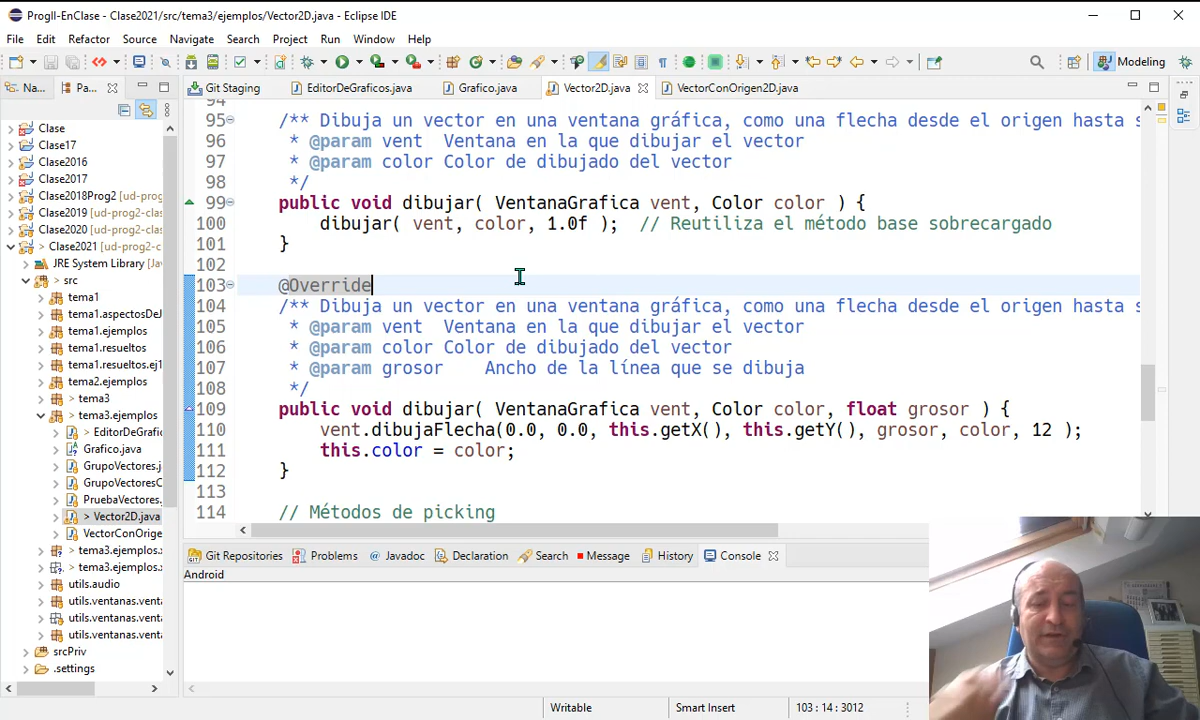 ProgII-EnClase - Clase2021/src/tema3/ejemplos/Vector2D.java - Eclipse IDE
File Edit Refactor Source Navigate Search Project Run Window Help
Modeling
Na... Pa... Git Staging EditorDeGraficos.java Grafico.java Vector2D.java VectorConOrigen2D.java
Clase
Clase17
Clase2016
Clase2017
Clase2018Prog2 [ud-prog
Clase2019 [ud-prog2-clas
Clase2020 [ud-prog2-clas
> Clase2021 [ud-prog2-c
JRE System Library [Jav
> src
tema1
tema1.aspectosDeJ
tema1.ejemplos
tema1.resueltos
tema1.resueltos.ej1
tema2.ejemplos
> tema3
> tema3.ejemplos
> EditorDeGrafic
Grafico.java
GrupoVectores.j
GrupoVectoresC
PruebaVectores.
> Vector2D.java
VectorConOrige
> tema3.ejemplos.x
> tema3.ejemplos.x
utils.audio
utils.ventanas.venta
utils.ventanas.venta
utils.ventanas.venta
srcPriv
.settings
94
95 /** Dibuja un vector en una ventana gráfica, como una flecha desde el origen hasta s
96 * @param vent Ventana en la que dibujar el vector
97 * @param color Color de dibujado del vector
98 */
99 public void dibujar( VentanaGrafica vent, Color color ) {
100 dibujar( vent, color, 1.0f ); // Reutiliza el método base sobrecargado
101 }
102
103 @Override
104 /** Dibuja un vector en una ventana gráfica, como una flecha desde el origen hasta s
105 * @param vent Ventana en la que dibujar el vector
106 * @param color Color de dibujado del vector
107 * @param grosor Ancho de la línea que se dibuja
108 */
109 public void dibujar( VentanaGrafica vent, Color color, float grosor ) {
110 vent.dibujaFlecha(0.0, 0.0, this.getX(), this.getY(), grosor, color, 12 );
111 this.color = color;
112 }
113
114 // Métodos de picking
Git Repositories Problems Javadoc Declaration Search Message History Console
Android
Writable Smart Insert 103 : 14 : 3012